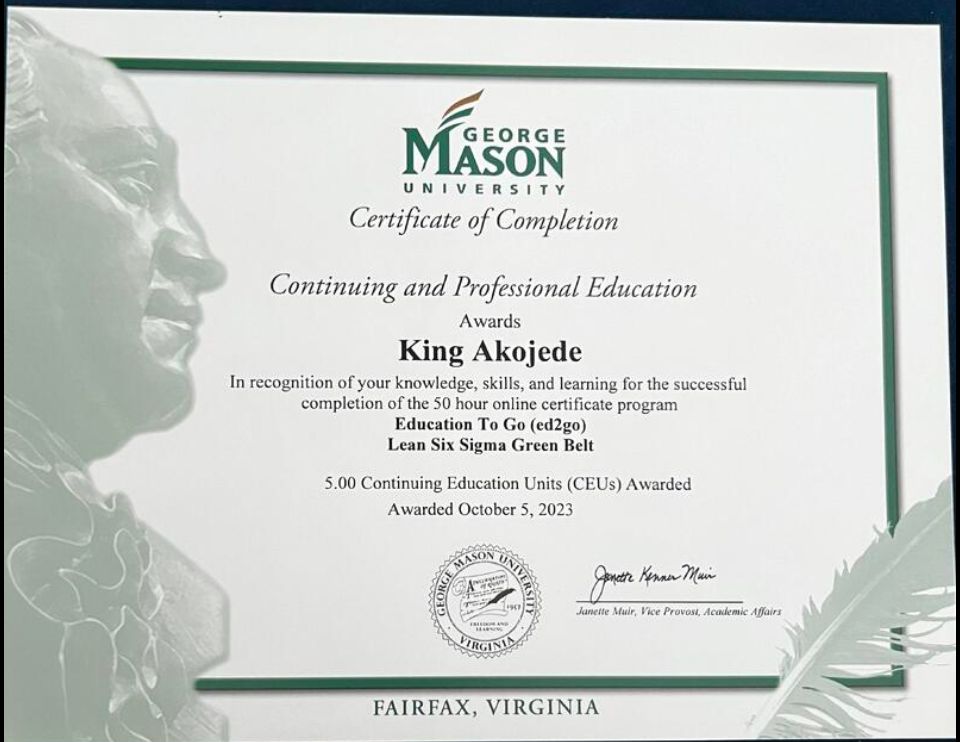 GEORGE
MASON
UNIVERSITY
Certificate of Completion
Continuing and Professional Education
Awards
King Akojede
In recognition of your knowledge, skills, and learning for the successful
completion of the 50 hour online certificate program
Education To Go (ed2go)
Lean Six Sigma Green Belt
5.00 Continuing Education Units (CEUs) Awarded
Awarded October 5, 2023
GEORGE MASON UNIVERSITY
1957
FREEDOM AND
LEARNING
VIRGINIA
Janette Kenner Muir
Janette Muir, Vice Provost, Academic Affairs
FAIRFAX, VIRGINIA